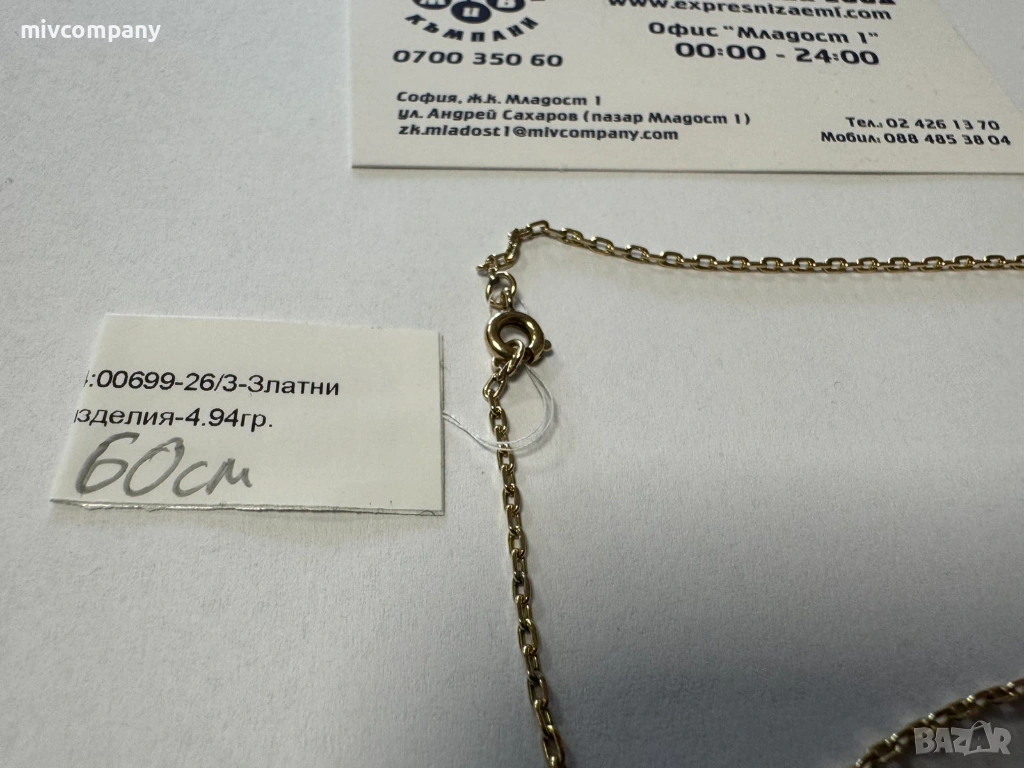 mivcompany
МИВ
КЪМПАНИ
0700 350 60
www.expresnizaemi.com
Офис "Младост 1"
00:00 - 24:00
София, ж.к. Младост 1
ул. Андрей Сахаров (пазар Младост 1)
zk.mladost1@mivcompany.com
Тел.: 02 426 13 70
Мобил: 088 485 38 04
:00699-26/3-Златни
изделия-4.94гр.
60см
BAZAR